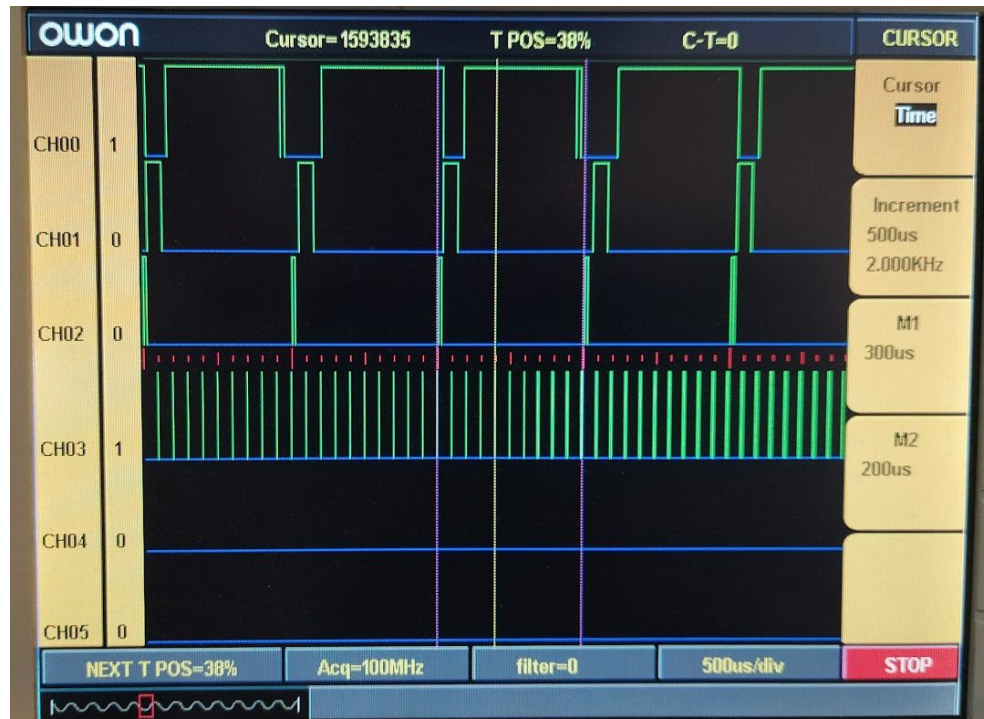 owon Cursor=1593835 T POS=38% C-T=0 CURSOR
Cursor
Time
CH00 1
Increment
500us
2.000KHz
CH01 0
M1
300us
CH02 0
M2
200us
CH03 1
CH04 0
CH05 0
NEXT T POS=38% Acq=100MHz filter=0 500us/div STOP